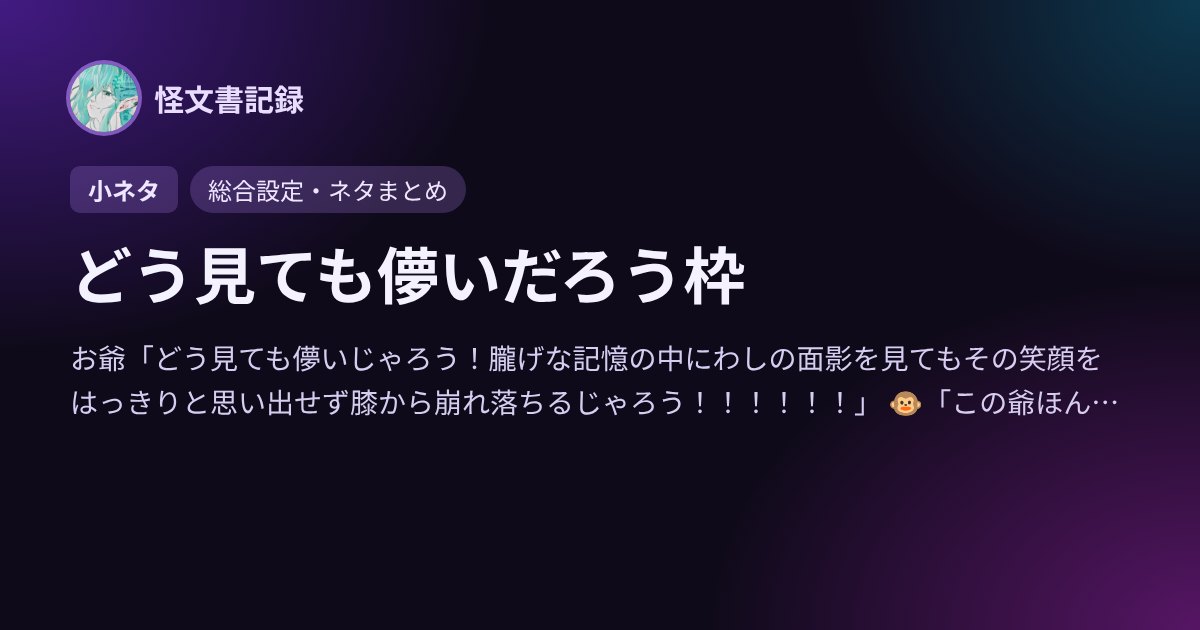 怪文書記録
小ネタ
総合設定・ネタまとめ
どう見ても儚いだろう枠
お爺「どう見ても儚いじゃろう！朧げな記憶の中にわしの面影を見てもその笑顔を
はっきりと思い出せず膝から崩れ落ちるじゃろう！！！！！！」 🐵「この爺ほん…